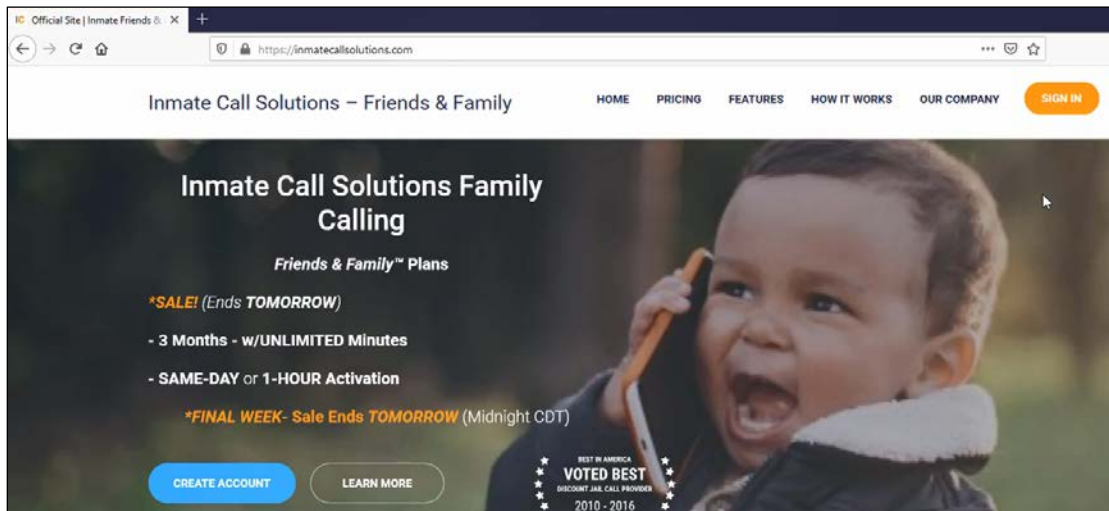 IC Official Site | Inmate Friends &
https://inmatecallsolutions.com
Inmate Call Solutions – Friends & Family
HOME PRICING FEATURES HOW IT WORKS OUR COMPANY SIGN IN
Inmate Call Solutions Family
Calling
Friends & Family™ Plans
*SALE! (Ends TOMORROW)
- 3 Months - w/UNLIMITED Minutes
- SAME-DAY or 1-HOUR Activation
*FINAL WEEK- Sale Ends TOMORROW (Midnight CDT)
CREATE ACCOUNT LEARN MORE
BEST IN AMERICA
VOTED BEST
DISCOUNT JAIL CALL PROVIDER
2010 - 2016